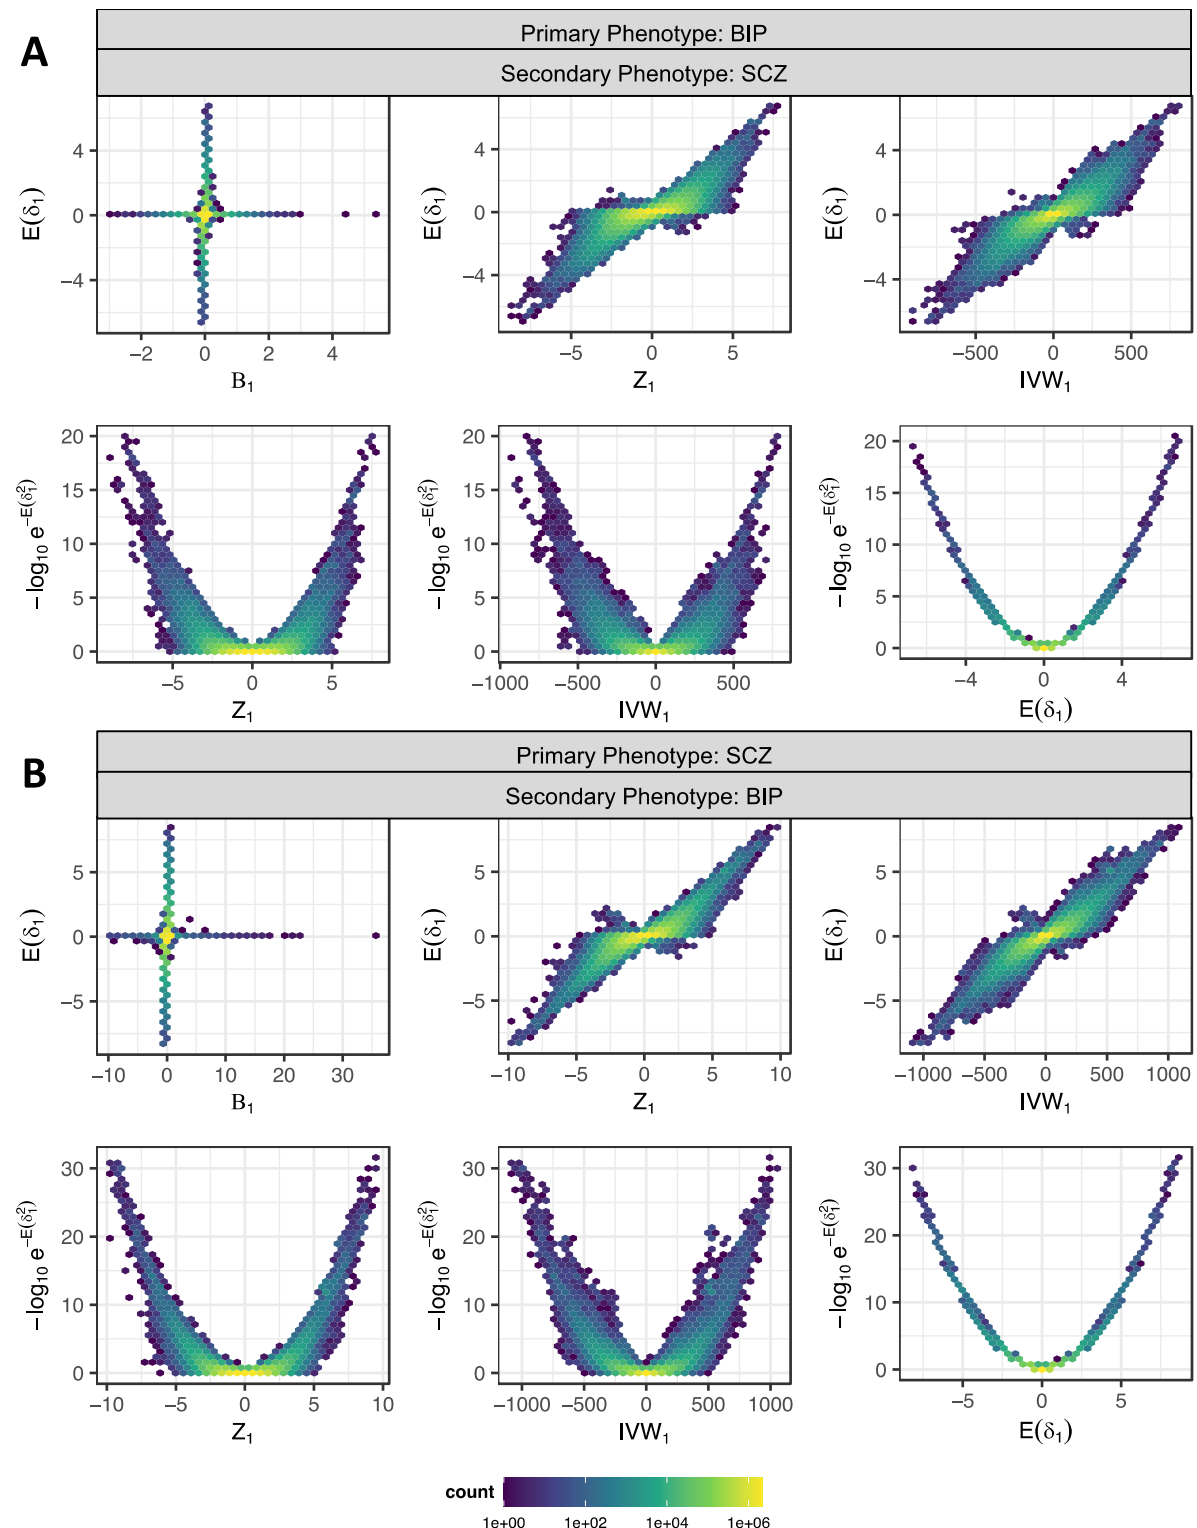 A
Primary Phenotype: BIP
Secondary Phenotype: SCZ
E(δ₁)
4
0
−4
−2
0
2
4
B₁
E(δ₁)
4
0
−4
−5
0
5
Z₁
E(δ₁)
4
0
−4
−500
0
500
IVW₁
−log₁₀ e^−E(δ₁²)
20
15
10
5
0
−5
0
5
Z₁
−log₁₀ e^−E(δ₁²)
20
15
10
5
0
−1000
−500
0
500
IVW₁
−log₁₀ e^−E(δ₁²)
20
15
10
5
0
−4
0
4
E(δ₁)
B
Primary Phenotype: SCZ
Secondary Phenotype: BIP
E(δ₁)
5
0
−5
−10
0
10
20
30
B₁
E(δ₁)
5
0
−5
−10
−5
0
5
10
Z₁
E(δ₁)
5
0
−5
−1000
−500
0
500
1000
IVW₁
−log₁₀ e^−E(δ₁²)
30
20
10
0
−10
−5
0
5
10
Z₁
−log₁₀ e^−E(δ₁²)
30
20
10
0
−1000
−500
0
500
1000
IVW₁
−log₁₀ e^−E(δ₁²)
30
20
10
0
−5
0
5
E(δ₁)
count
1e+00
1e+02
1e+04
1e+06